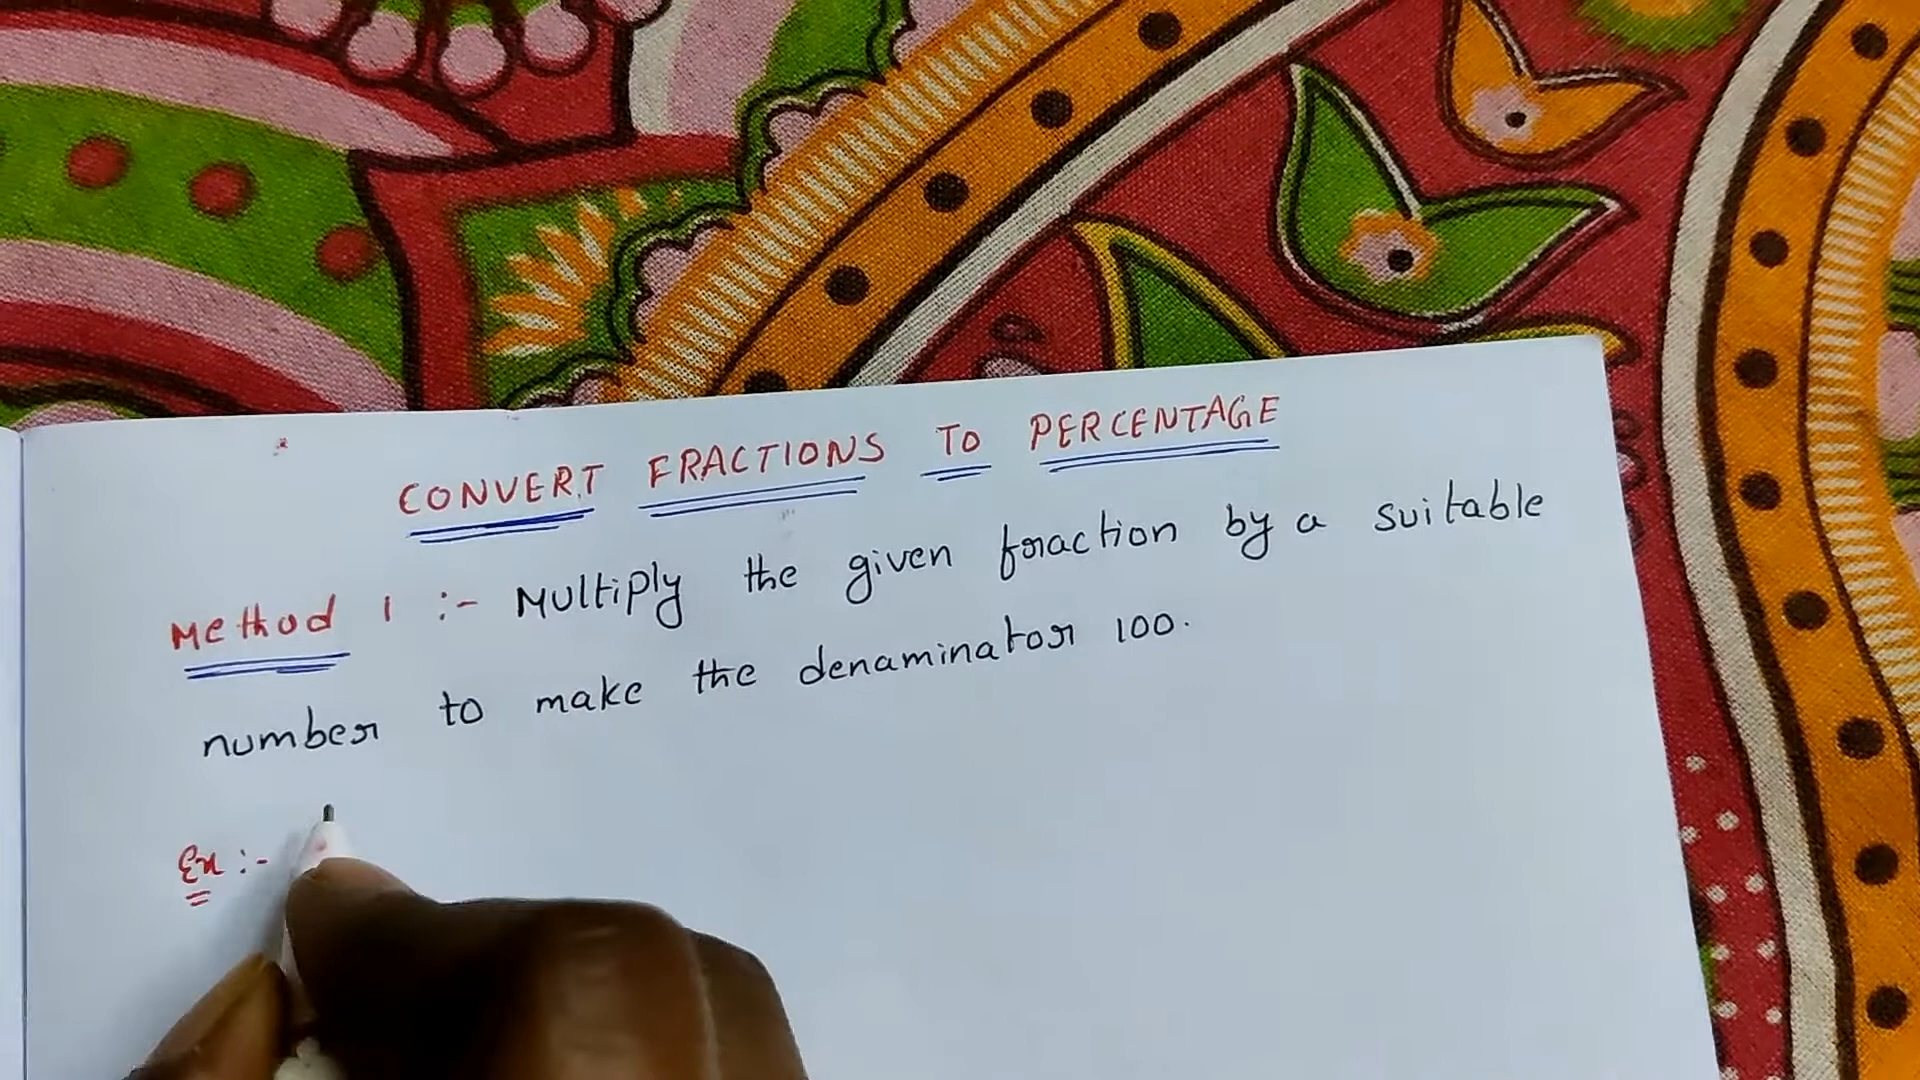 CONVERT FRACTIONS TO PERCENTAGE
Method 1 :- Multiply the given fraction by a suitable
number to make the denaminator 100.
Ex :-